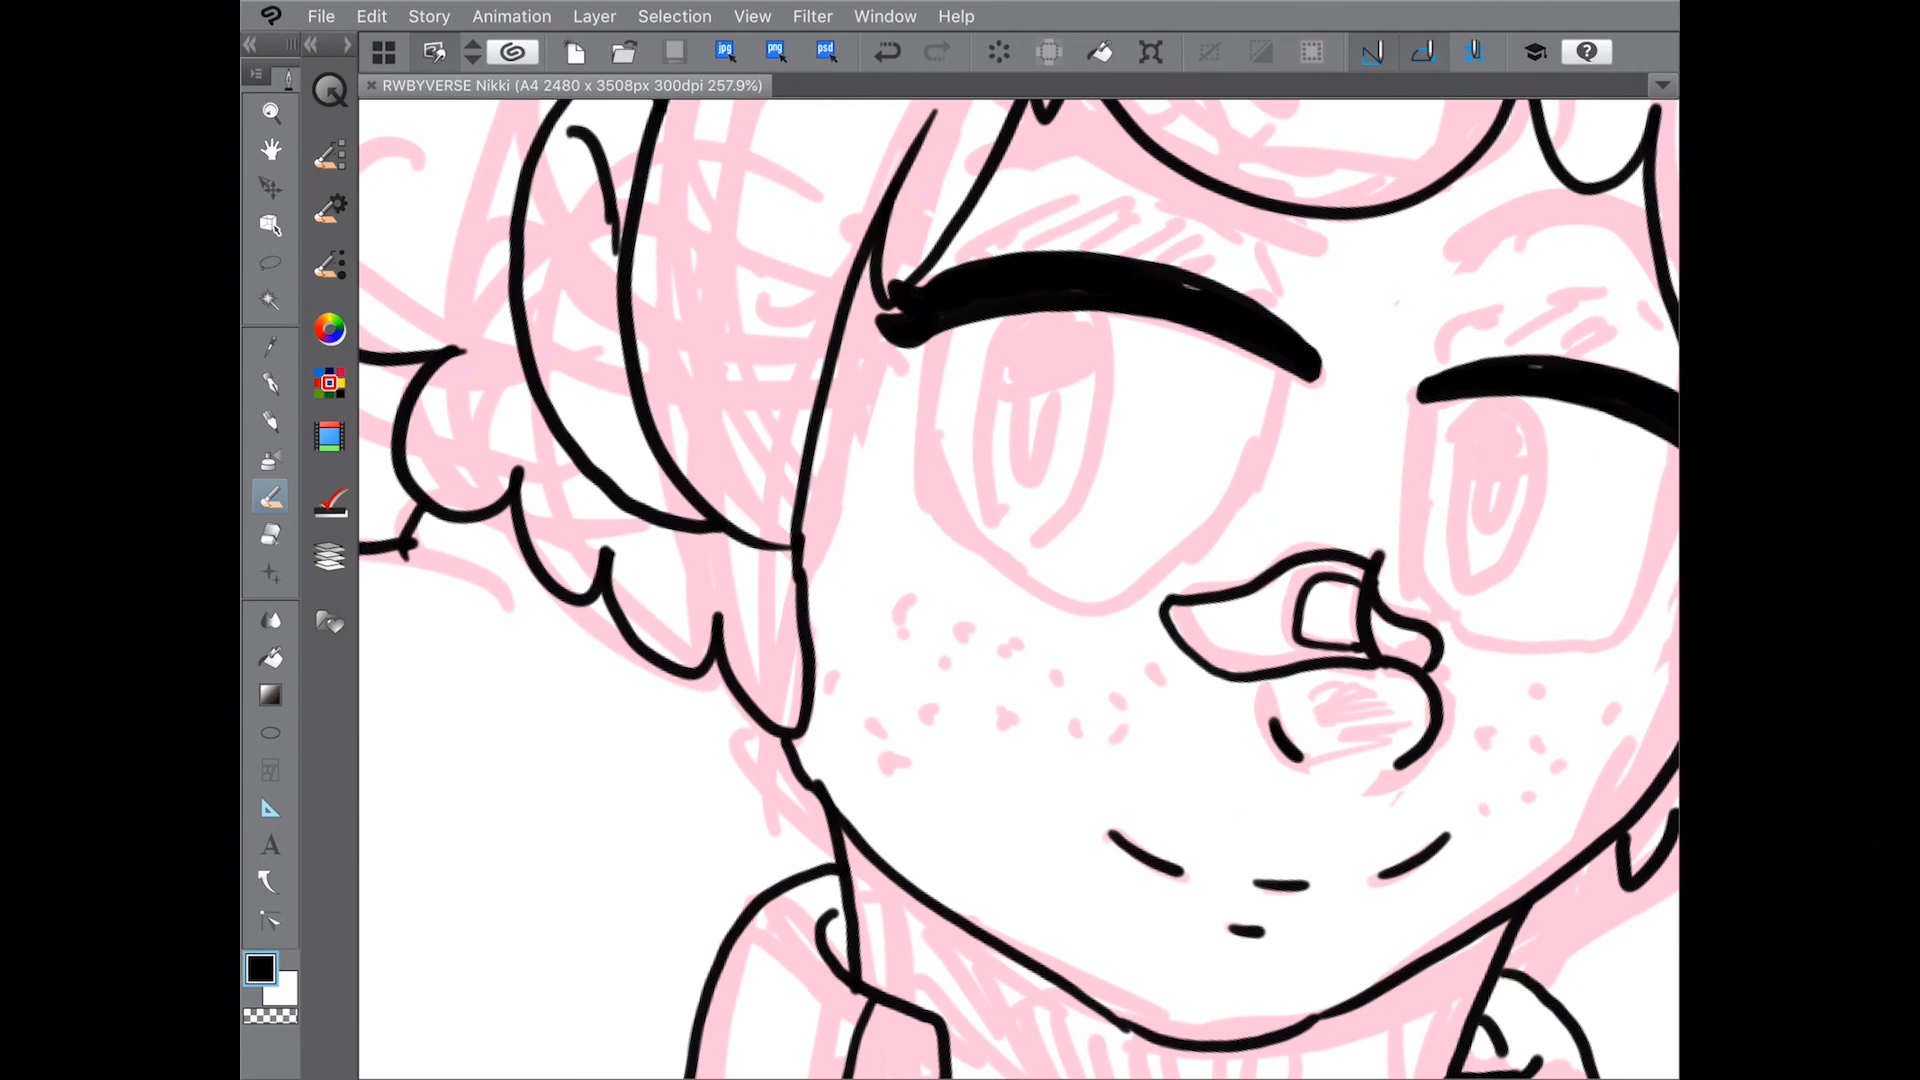 File Edit Story Animation Layer Selection View Filter Window Help
jpg png psd ?
RWBYVERSE Nikki (A4 2480 x 3508px 300dpi 257.9%)
A